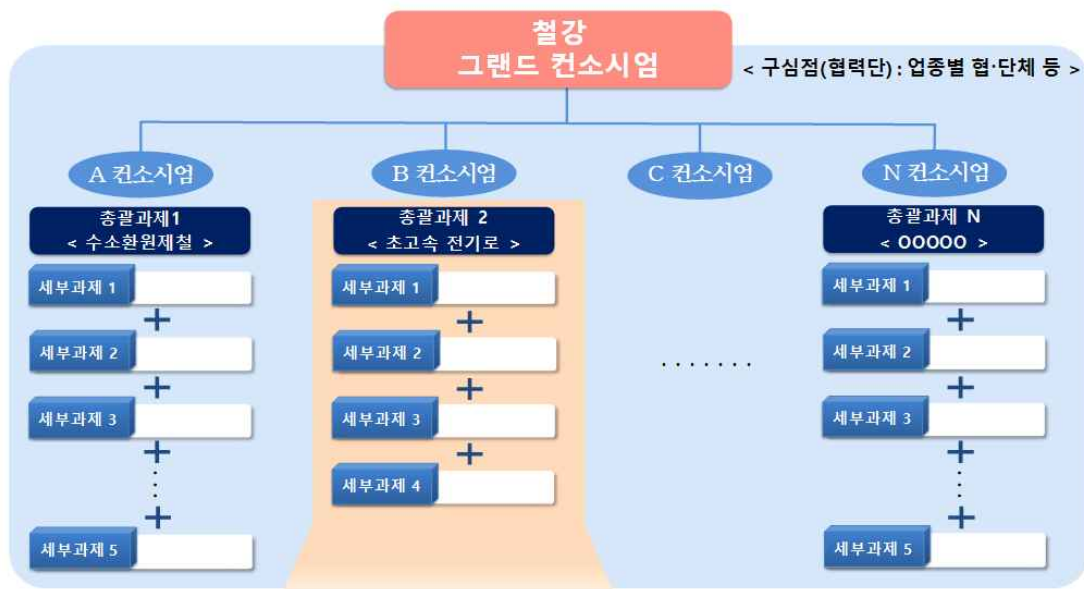 철강
그랜드 컨소시엄
< 구심점(협력단) : 업종별 협·단체 등 >
A 컨소시엄
B 컨소시엄
C 컨소시엄
N 컨소시엄
총괄과제1
< 수소환원제철 >
세부과제 1
+
세부과제 2
+
세부과제 3
+
세부과제 5
총괄과제 2
< 초고속 전기로 >
세부과제 1
+
세부과제 2
+
세부과제 3
+
세부과제 4
·······
총괄과제 N
< OOOOO >
세부과제 1
+
세부과제 2
+
세부과제 3
+
세부과제 5